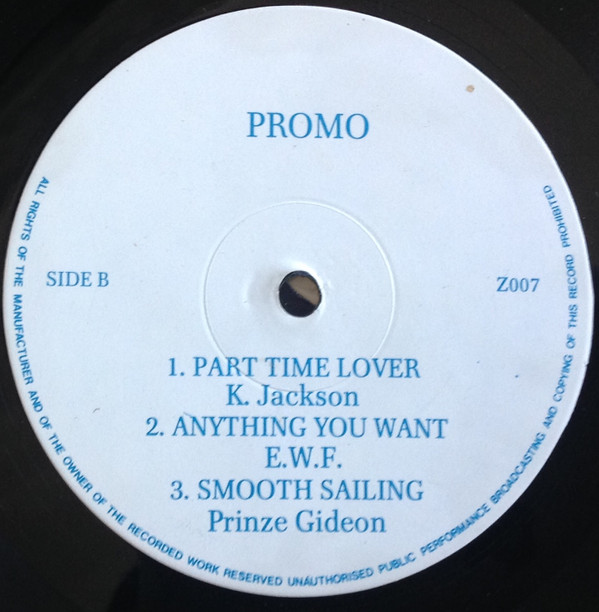 PROMO
SIDE B
Z007
1. PART TIME LOVER
K. Jackson
2. ANYTHING YOU WANT
E.W.F.
3. SMOOTH SAILING
Prinze Gideon
ALL RIGHTS OF THE MANUFACTURER AND OF THE OWNER OF THE RECORDED WORK RESERVED UNAUTHORISED PUBLIC PERFORMANCE BROADCASTING AND COPYING OF THIS RECORD PROHIBITED